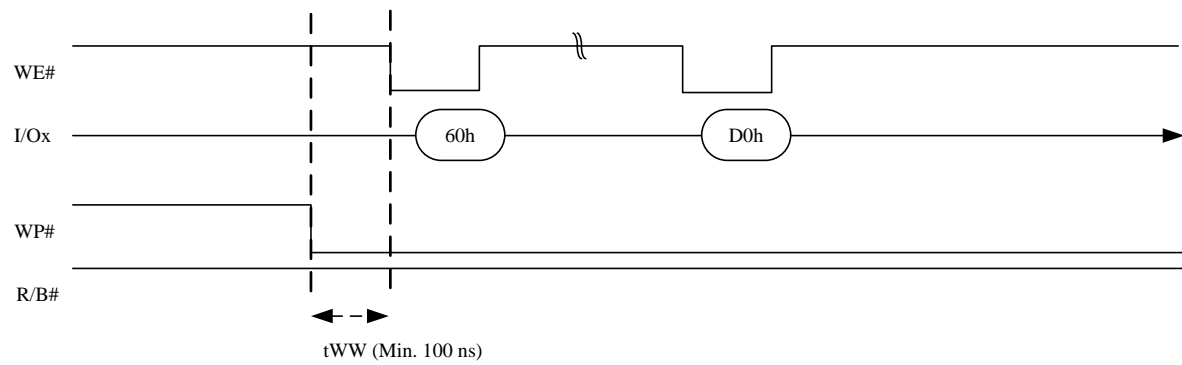 WE#
I/Ox
60h
D0h
WP#
R/B#
tWW (Min. 100 ns)